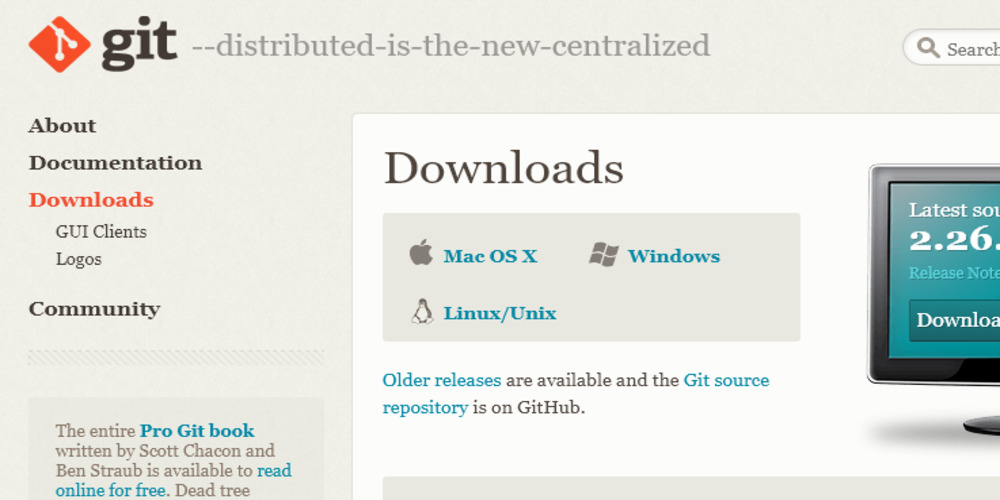 git --distributed-is-the-new-centralized
Search
About
Documentation
Downloads
GUI Clients
Logos
Community
The entire Pro Git book
written by Scott Chacon and
Ben Straub is available to read
online for free. Dead tree
Downloads
Mac OS X
Windows
Linux/Unix
Older releases are available and the Git source
repository is on GitHub.
Latest
2.26.
Release